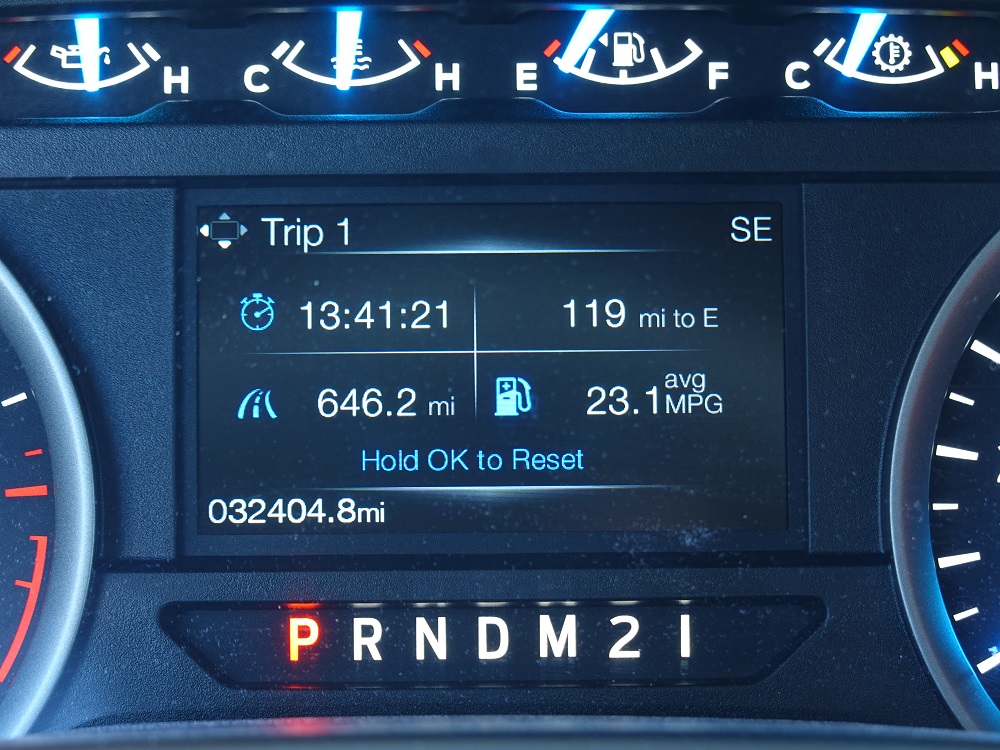 H C H E F C H
Trip 1 SE
13:41:21 119 mi to E
646.2 mi 23.1 avg MPG
Hold OK to Reset
032404.8mi
P R N D M 2 1